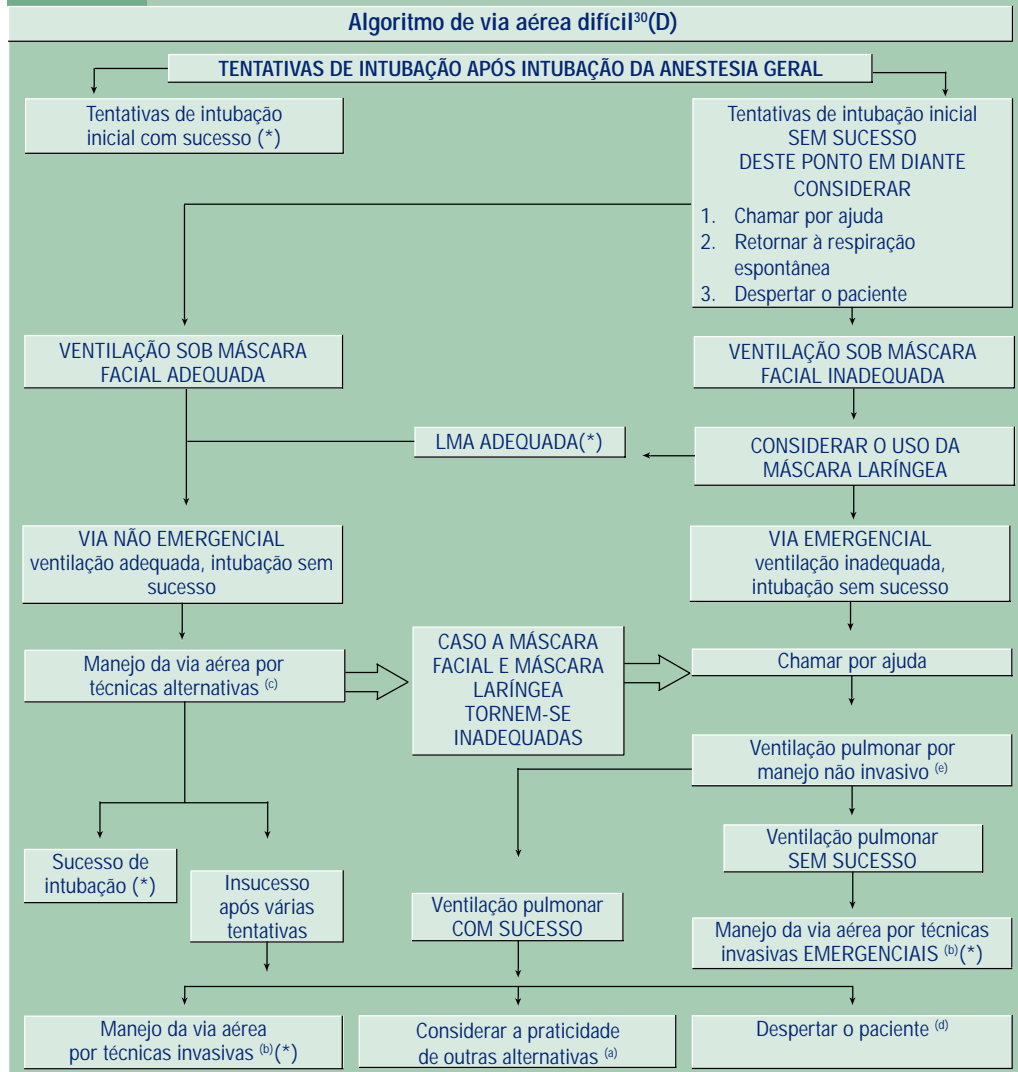 Algoritmo de via aérea difícil³⁰(D)
TENTATIVAS DE INTUBAÇÃO APÓS INTUBAÇÃO DA ANESTESIA GERAL
Tentativas de intubação
inicial com sucesso (*)
Tentativas de intubação inicial
SEM SUCESSO
DESTE PONTO EM DIANTE
CONSIDERAR
1. Chamar por ajuda
2. Retornar à respiração
espontânea
3. Despertar o paciente
VENTILAÇÃO SOB MÁSCARA
FACIAL ADEQUADA
VENTILAÇÃO SOB MÁSCARA
FACIAL INADEQUADA
LMA ADEQUADA(*)
CONSIDERAR O USO DA
MÁSCARA LARÍNGEA
VIA NÃO EMERGENCIAL
ventilação adequada, intubação sem
sucesso
VIA EMERGENCIAL
ventilação inadequada,
intubação sem sucesso
Manejo da via aérea por
técnicas alternativas (c)
CASO A MÁSCARA
FACIAL E MÁSCARA
LARÍNGEA
TORNEM-SE
INADEQUADAS
Chamar por ajuda
Ventilação pulmonar por
manejo não invasivo (e)
Sucesso de
intubação (*)
Insucesso
após várias
tentativas
Ventilação pulmonar
COM SUCESSO
Ventilação pulmonar
SEM SUCESSO
Manejo da via aérea por técnicas
invasivas EMERGENCIAIS (b)(*)
Manejo da via aérea
por técnicas invasivas (b)(*)
Considerar a praticidade
de outras alternativas (a)
Despertar o paciente (d)